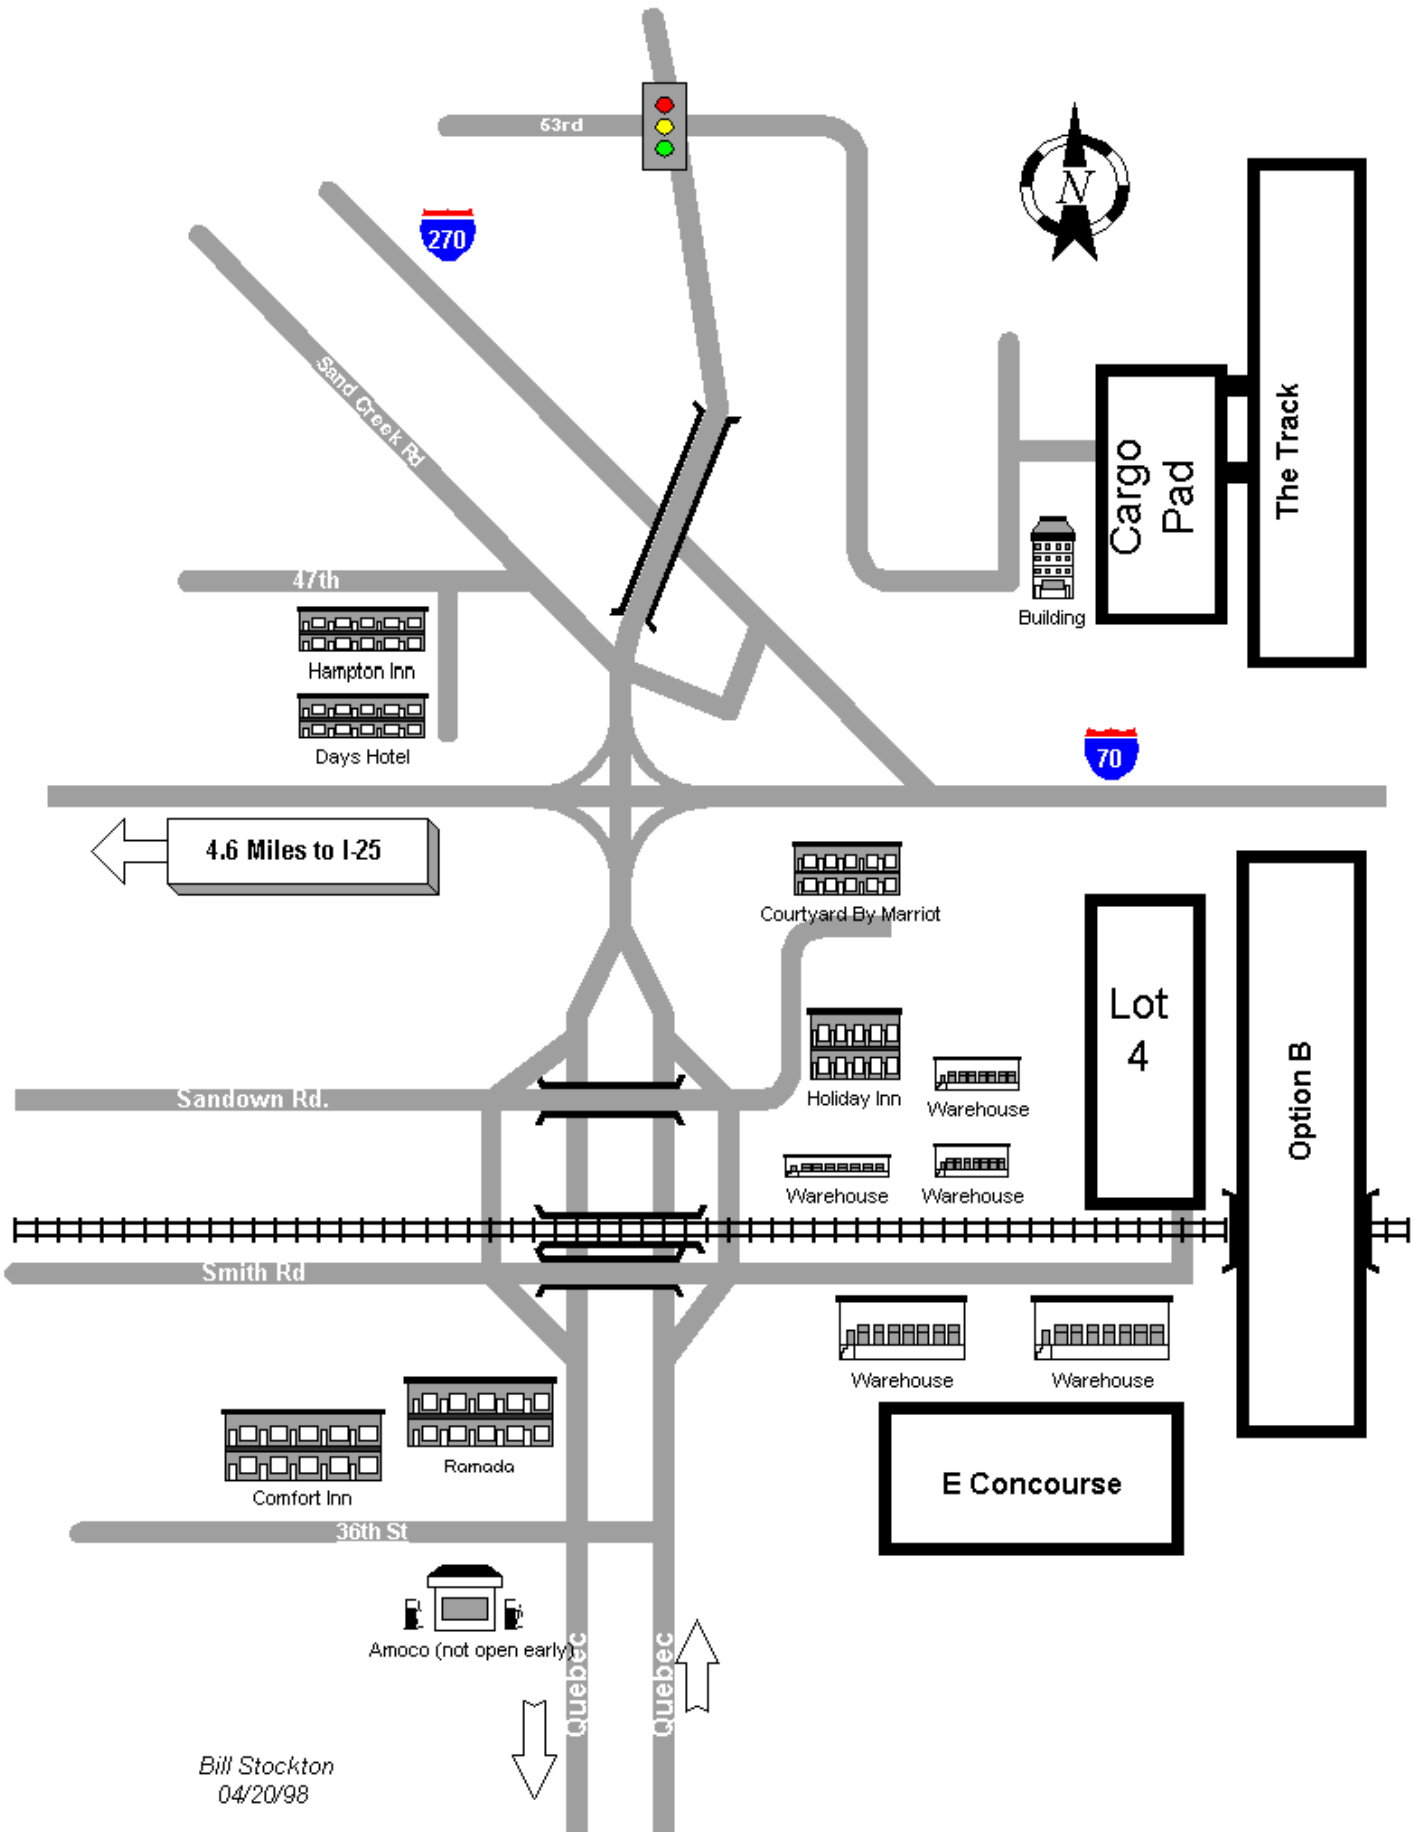 53rd
N
270
Sand Creek Rd
The Track
Cargo
Pad
47th
Building
Hampton Inn
Days Hotel
70
4.6 Miles to I-25
Courtyard By Marriot
Lot
4
Option B
Sandown Rd.
Holiday Inn
Warehouse
Warehouse
Warehouse
Smith Rd
Warehouse
Warehouse
Ramada
Comfort Inn
E Concourse
36th St
Amoco (not open early)
Quebec
Quebec
Bill Stockton
04/20/98